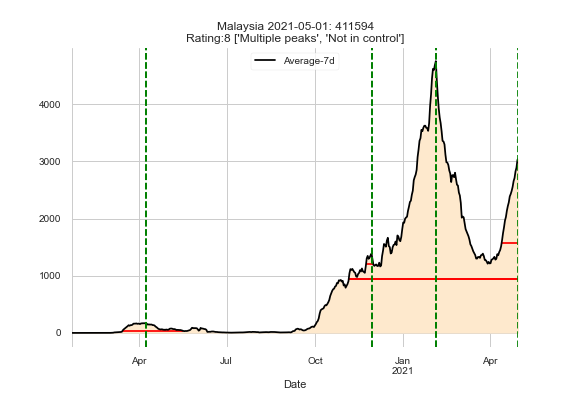 Malaysia 2021-05-01: 411594
Rating:8 ['Multiple peaks', 'Not in control']
Average-7d
4000
3000
2000
1000
0
Apr
Jul
Oct
Jan
2021
Apr
Date